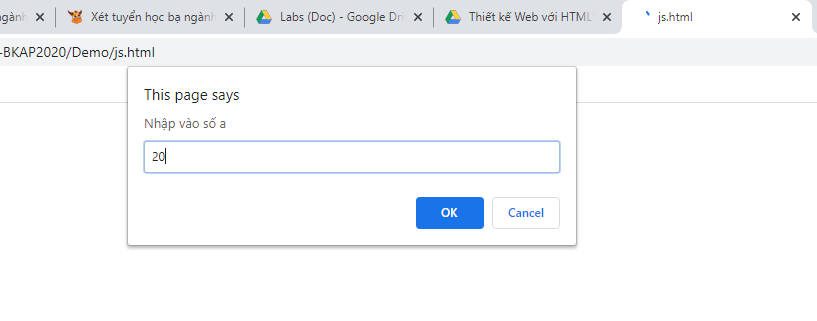 ngành
Xét tuyển học bạ ngành
Labs (Doc) - Google Dri
Thiết kế Web với HTML
js.html
-BKAP2020/Demo/js.html
This page says
Nhập vào số a
20
OK
Cancel